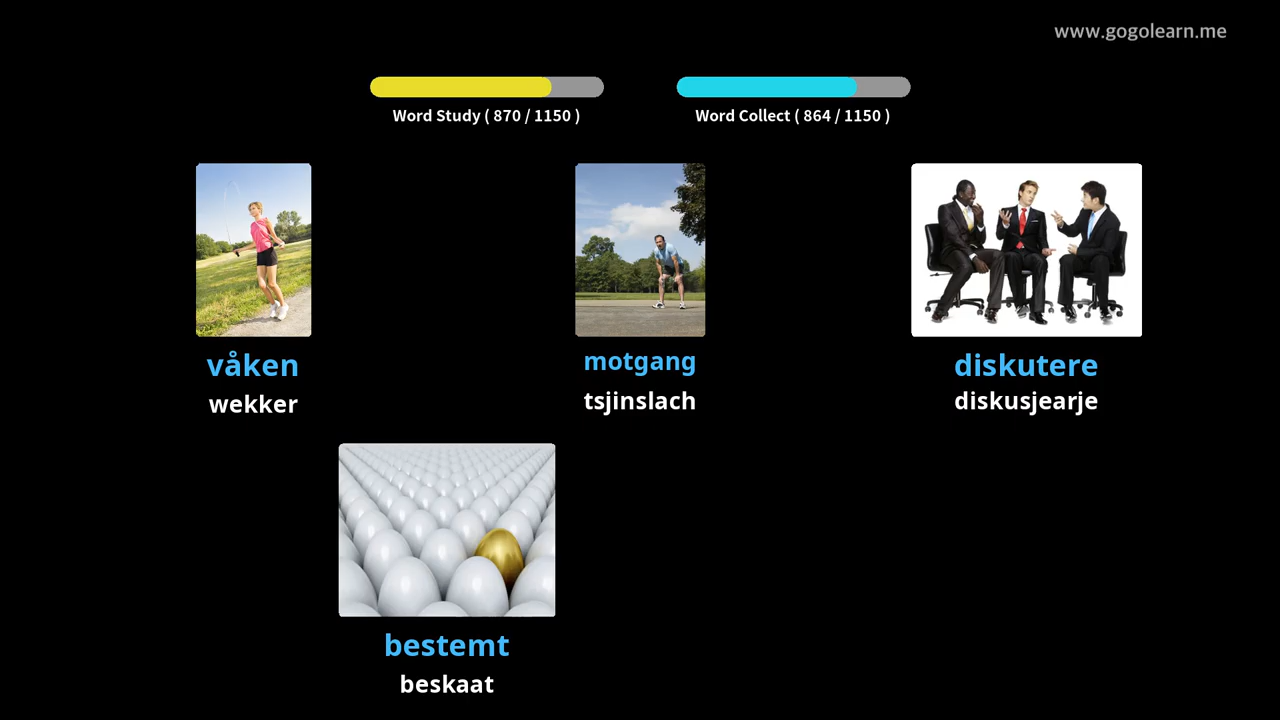 www.gogolearn.me
Word Study ( 870 / 1150 )
Word Collect ( 864 / 1150 )
våken
wekker
motgang
tsjinslach
diskutere
diskusjearje
bestemt
beskaat